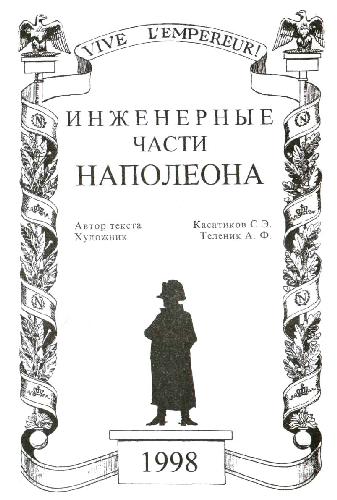 VIVE L'EMPEREUR!
ИНЖЕНЕРНЫЕ
ЧАСТИ
НАПОЛЕОНА
Автор текста Касатиков С.Э.
Художник Теленик А. Ф.
N N
N N
N N
1998